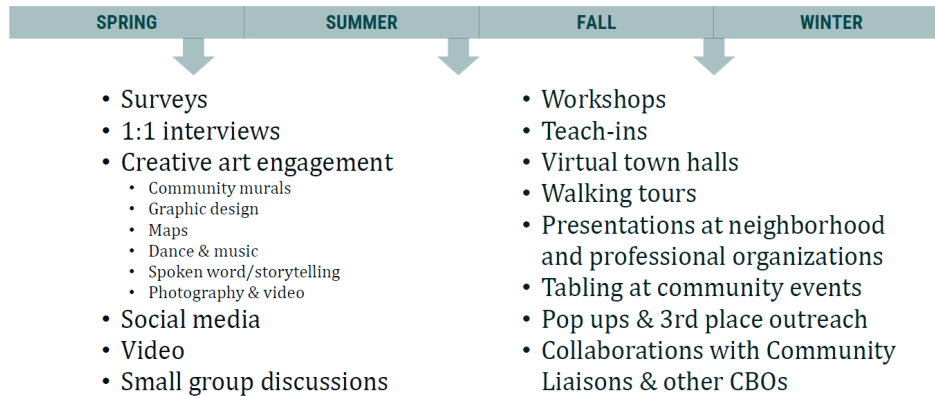 SPRING SUMMER FALL WINTER
• Surveys
• 1:1 interviews
• Creative art engagement
• Community murals
• Graphic design
• Maps
• Dance & music
• Spoken word/storytelling
• Photography & video
• Social media
• Video
• Small group discussions
• Workshops
• Teach-ins
• Virtual town halls
• Walking tours
• Presentations at neighborhood
and professional organizations
• Tabling at community events
• Pop ups & 3rd place outreach
• Collaborations with Community
Liaisons & other CBOs